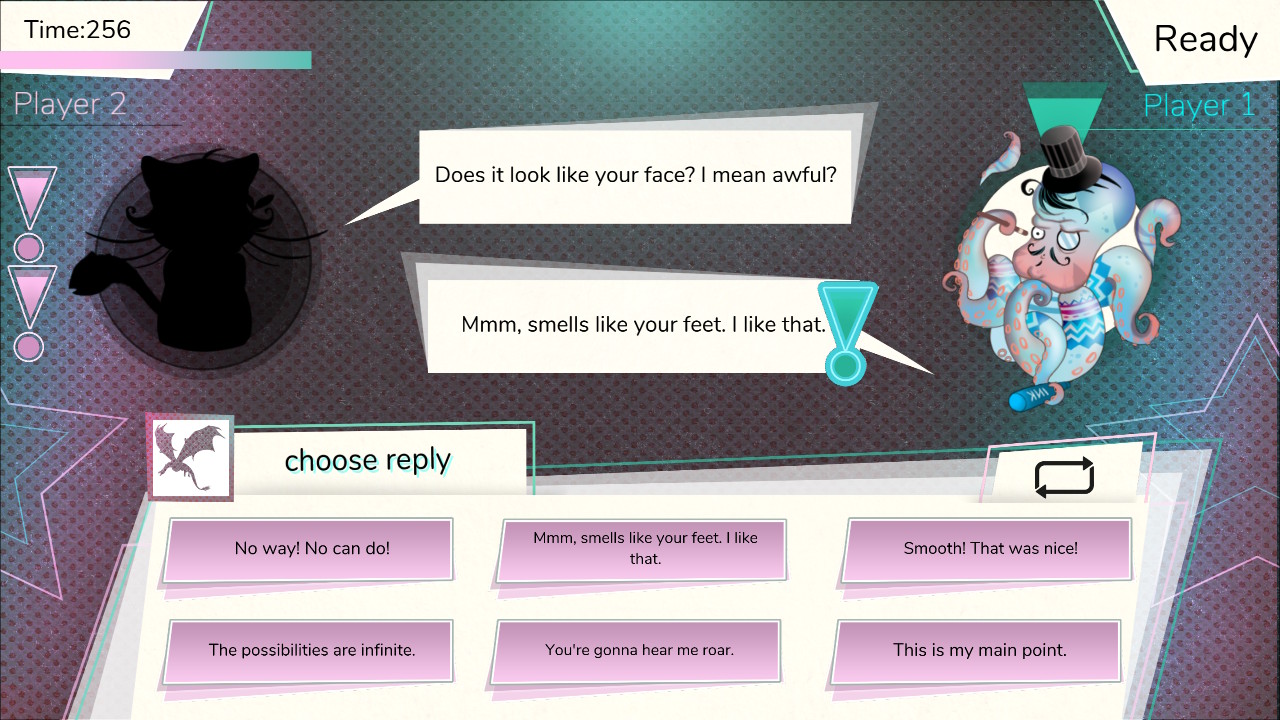 Time:256
Ready
Player 2
Player 1
Does it look like your face? I mean awful?
Mmm, smells like your feet. I like that.
INK
choose reply
No way! No can do!
Mmm, smells like your feet. I like
that.
Smooth! That was nice!
The possibilities are infinite.
You're gonna hear me roar.
This is my main point.